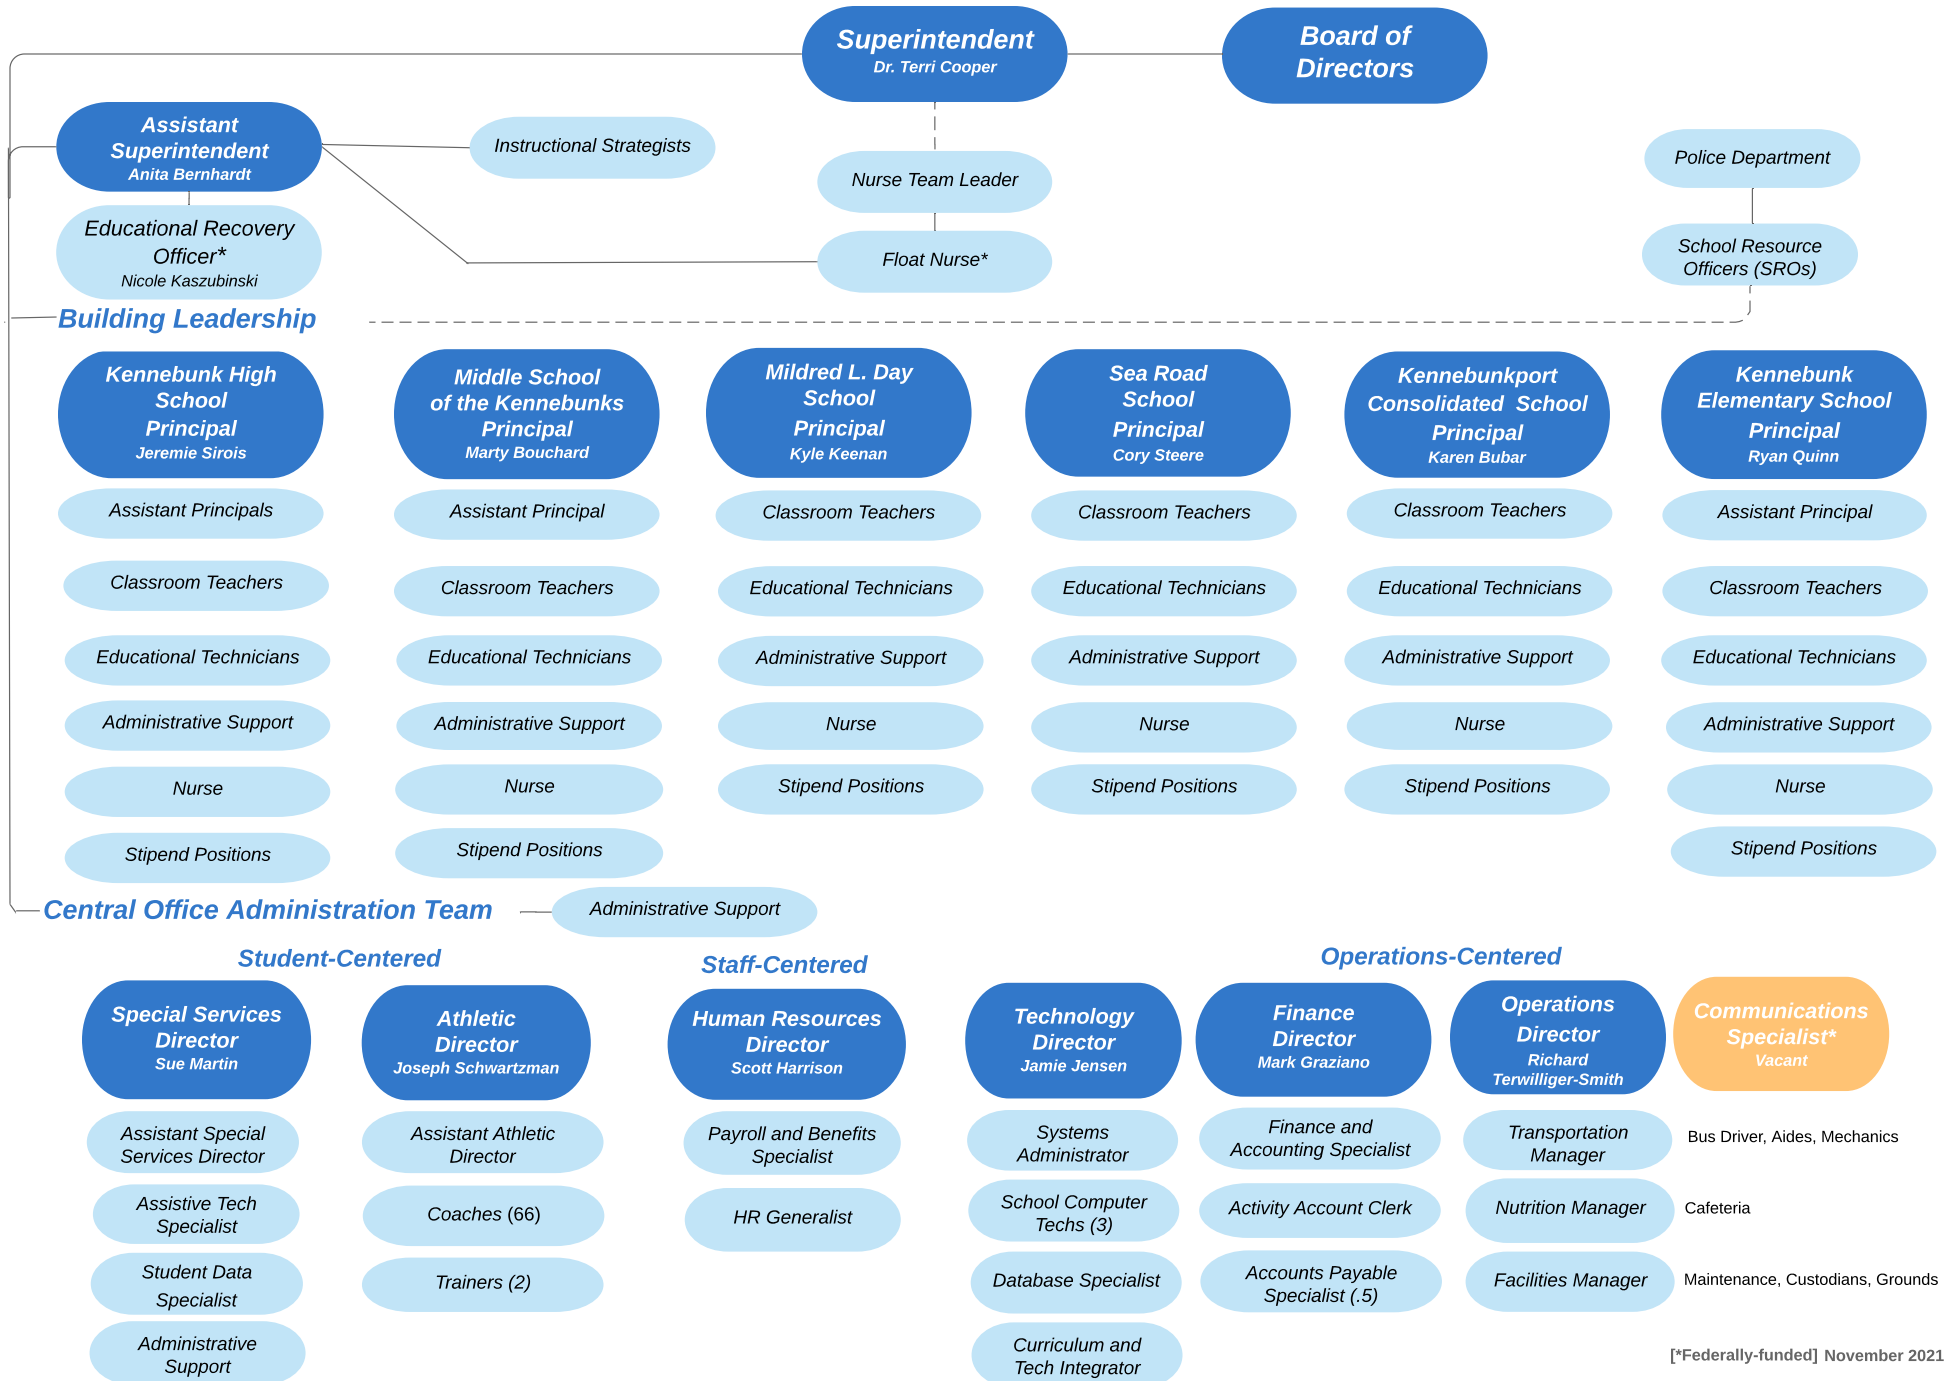 Superintendent
Dr. Terri Cooper
Board of
Directors
Assistant
Superintendent
Anita Bernhardt
Instructional Strategists
Nurse Team Leader
Police Department
Educational Recovery
Officer*
Nicole Kaszubinski
Float Nurse*
School Resource
Officers (SROs)
Building Leadership
Kennebunk High
School
Principal
Jeremie Sirois
Assistant Principals
Classroom Teachers
Educational Technicians
Administrative Support
Nurse
Stipend Positions
Middle School
of the Kennebunks
Principal
Marty Bouchard
Assistant Principal
Classroom Teachers
Educational Technicians
Administrative Support
Nurse
Stipend Positions
Mildred L. Day
School
Principal
Kyle Keenan
Classroom Teachers
Educational Technicians
Administrative Support
Nurse
Stipend Positions
Sea Road
School
Principal
Cory Steere
Classroom Teachers
Educational Technicians
Administrative Support
Nurse
Stipend Positions
Kennebunkport
Consolidated School
Principal
Karen Bubar
Classroom Teachers
Educational Technicians
Administrative Support
Nurse
Stipend Positions
Kennebunk
Elementary School
Principal
Ryan Quinn
Assistant Principal
Classroom Teachers
Educational Technicians
Administrative Support
Nurse
Stipend Positions
Central Office Administration Team
Administrative Support
Student-Centered
Special Services
Director
Sue Martin
Assistant Special
Services Director
Assistive Tech
Specialist
Student Data
Specialist
Administrative
Support
Athletic
Director
Joseph Schwartzman
Assistant Athletic
Director
Coaches (66)
Trainers (2)
Staff-Centered
Human Resources
Director
Scott Harrison
Payroll and Benefits
Specialist
HR Generalist
Operations-Centered
Technology
Director
Jamie Jensen
Systems
Administrator
School Computer
Techs (3)
Database Specialist
Curriculum and
Tech Integrator
Finance
Director
Mark Graziano
Finance and
Accounting Specialist
Activity Account Clerk
Accounts Payable
Specialist (.5)
Operations
Director
Richard
Terwilliger-Smith
Transportation
Manager
Bus Driver, Aides, Mechanics
Nutrition Manager
Cafeteria
Facilities Manager
Maintenance, Custodians, Grounds
Communications
Specialist*
Vacant
[*Federally-funded] November 2021